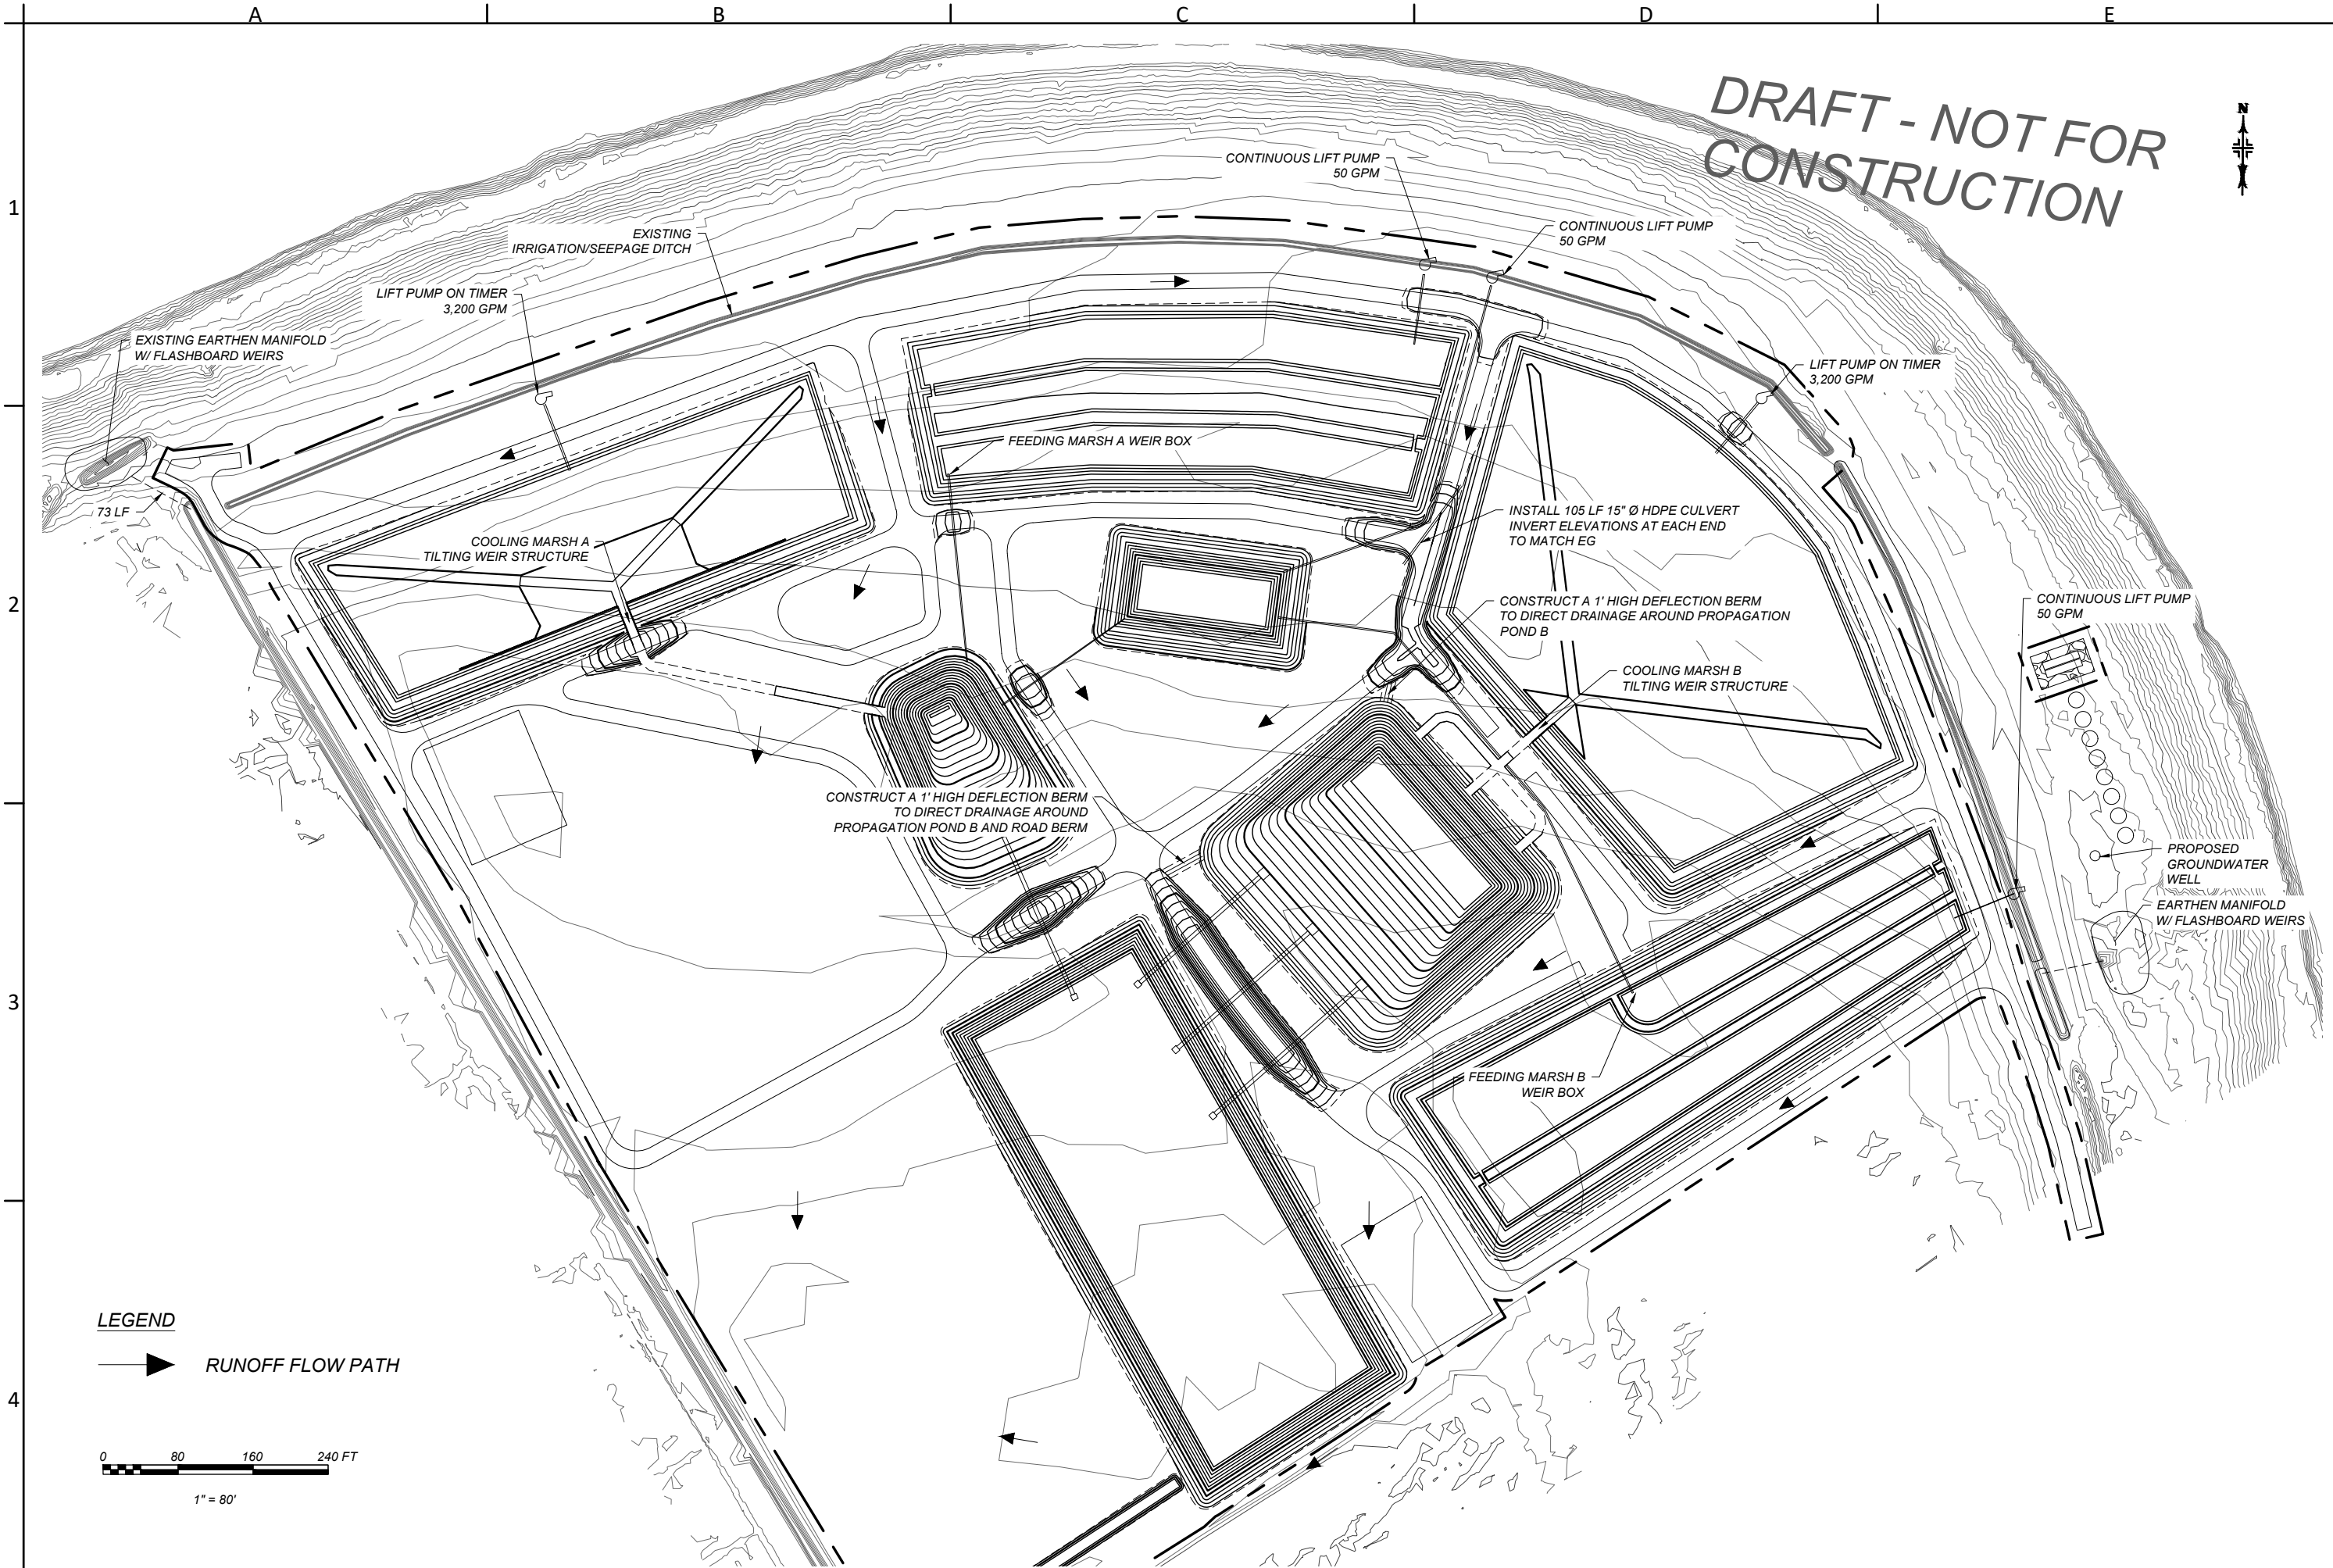 A
B
C
D
E
DRAFT - NOT FOR
CONSTRUCTION
N
CONTINUOUS LIFT PUMP
50 GPM
1
CONTINUOUS LIFT PUMP
50 GPM
EXISTING
IRRIGATION/SEEPAGE DITCH
LIFT PUMP ON TIMER
3,200 GPM
EXISTING EARTHEN MANIFOLD
W/ FLASHBOARD WEIRS
LIFT PUMP ON TIMER
3,200 GPM
FEEDING MARSH A WEIR BOX
73 LF
INSTALL 105 LF 15" Ø HDPE CULVERT
INVERT ELEVATIONS AT EACH END
TO MATCH EG
COOLING MARSH A
TILTING WEIR STRUCTURE
2
CONSTRUCT A 1' HIGH DEFLECTION BERM
TO DIRECT DRAINAGE AROUND PROPAGATION
POND B
CONTINUOUS LIFT PUMP
50 GPM
COOLING MARSH B
TILTING WEIR STRUCTURE
CONSTRUCT A 1' HIGH DEFLECTION BERM
TO DIRECT DRAINAGE AROUND
PROPAGATION POND B AND ROAD BERM
PROPOSED
GROUNDWATER
WELL
EARTHEN MANIFOLD
W/ FLASHBOARD WEIRS
3
FEEDING MARSH B
WEIR BOX
LEGEND
RUNOFF FLOW PATH
4
0 80 160 240 FT
1" = 80'